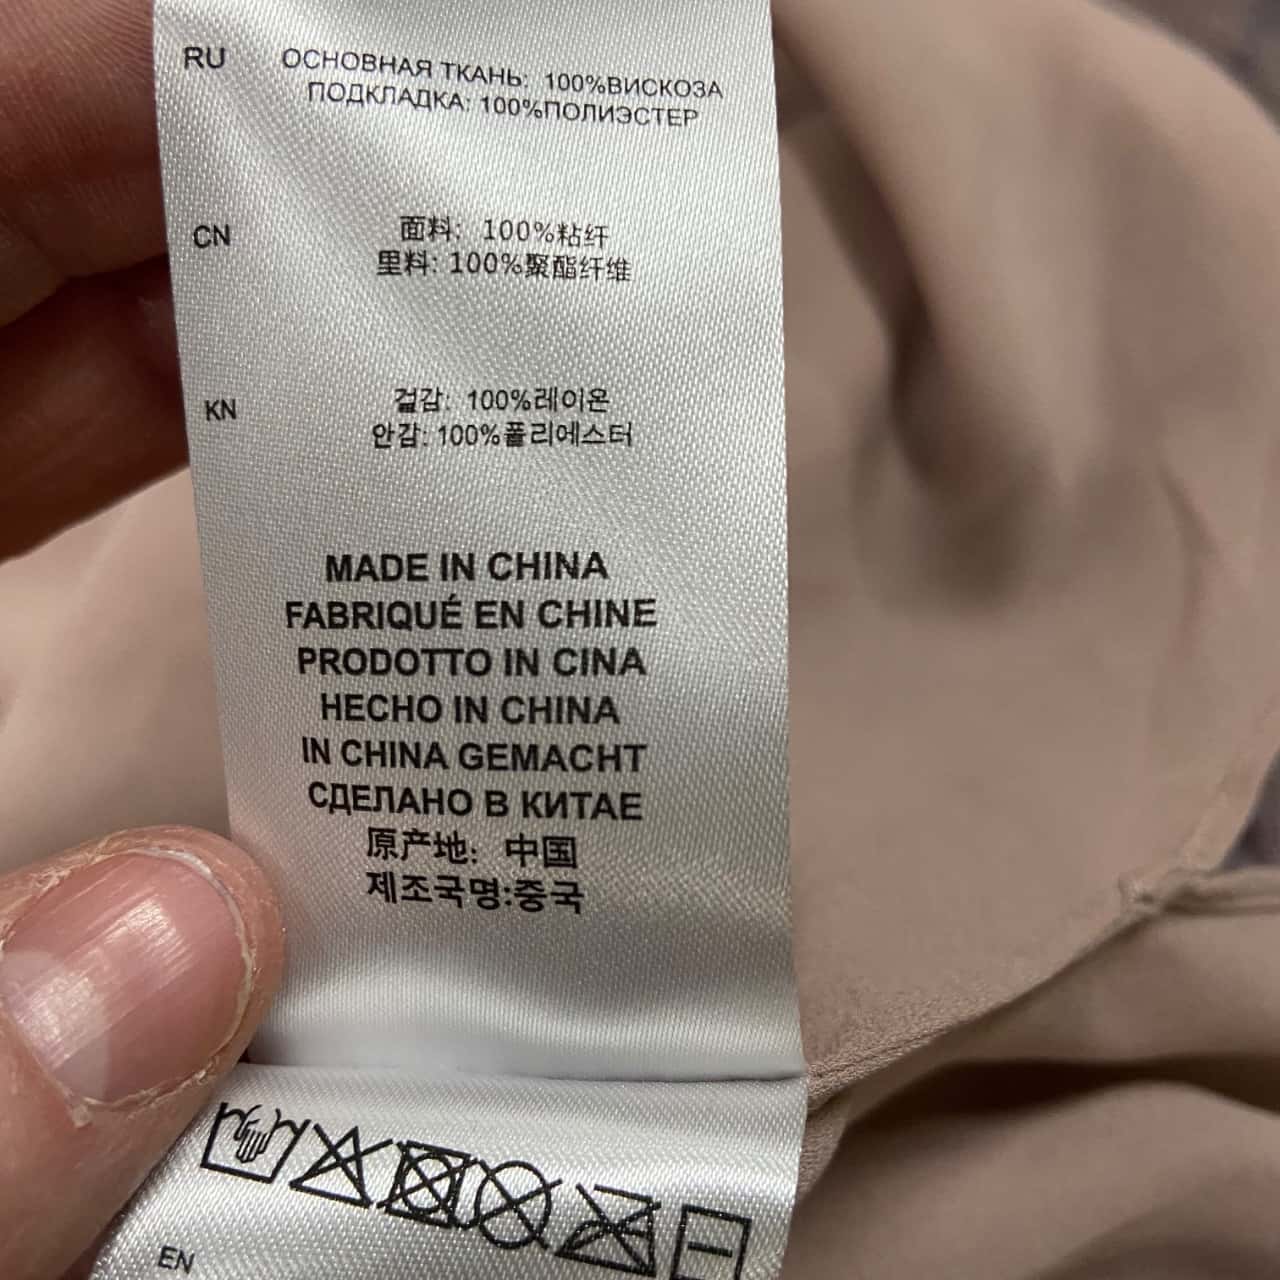 RU ОСНОВНАЯ ТКАНЬ: 100%ВИСКОЗА
ПОДКЛАДКА: 100%ПОЛИЭСТЕР
CN 面料: 100%粘纤
里料: 100%聚酯纤维
KN 겉감: 100%레이온
안감: 100%폴리에스터
MADE IN CHINA
FABRIQUÉ EN CHINE
PRODOTTO IN CINA
HECHO IN CHINA
IN CHINA GEMACHT
СДЕЛАНО В КИТАЕ
原产地: 中国
제조국명:중국
EN